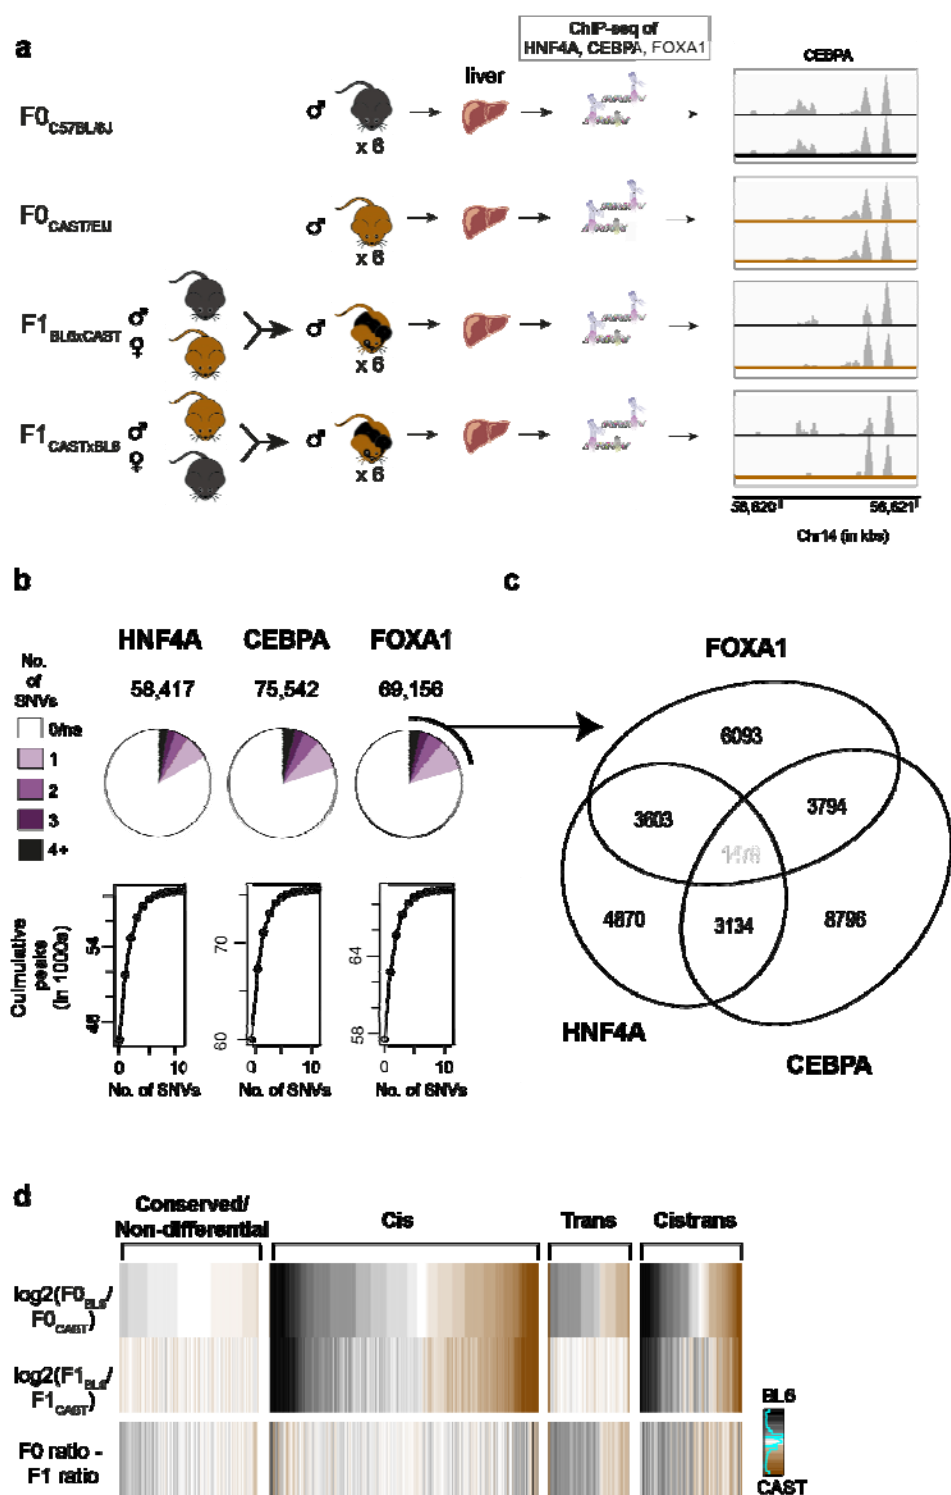 a
ChIP-seq of
HNF4A, CEBPA, FOXA1
CEBPA
liver
F0C57BL/6J
♂
x 6
F0CAST/EIJ
♂
x 6
F1BL6xCAST
♂
♀
♂
x 6
F1CASTxBL6
♂
♀
♂
x 6
56,621
Chr14 (in kbs)
b
c
HNF4A
CEBPA
FOXA1
No.
of
SNVs
58,417
75,542
69,156
0/na
1
2
3
4+
FOXA1
6093
3603
3794
4870
3134
8796
HNF4A
CEBPA
Culmulative
peaks
(in 1000s)
54
46
70
60
64
58
0
10
0
10
0
10
No. of SNVs
No. of SNVs
No. of SNVs
d
Conserved/
Non-differential
Cis
Trans
Cistrans
log2(F0BL6/
F0CAST)
log2(F1BL6/
F1CAST)
F0 ratio -
F1 ratio
BL6
CAST